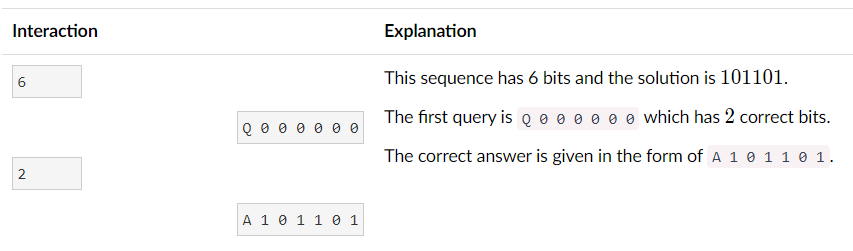 Interaction Explanation
6
This sequence has 6 bits and the solution is 101101.
Q 0 0 0 0 0 0
The first query is Q 0 0 0 0 0 0 which has 2 correct bits.
2
The correct answer is given in the form of A 1 0 1 1 0 1.
A 1 0 1 1 0 1